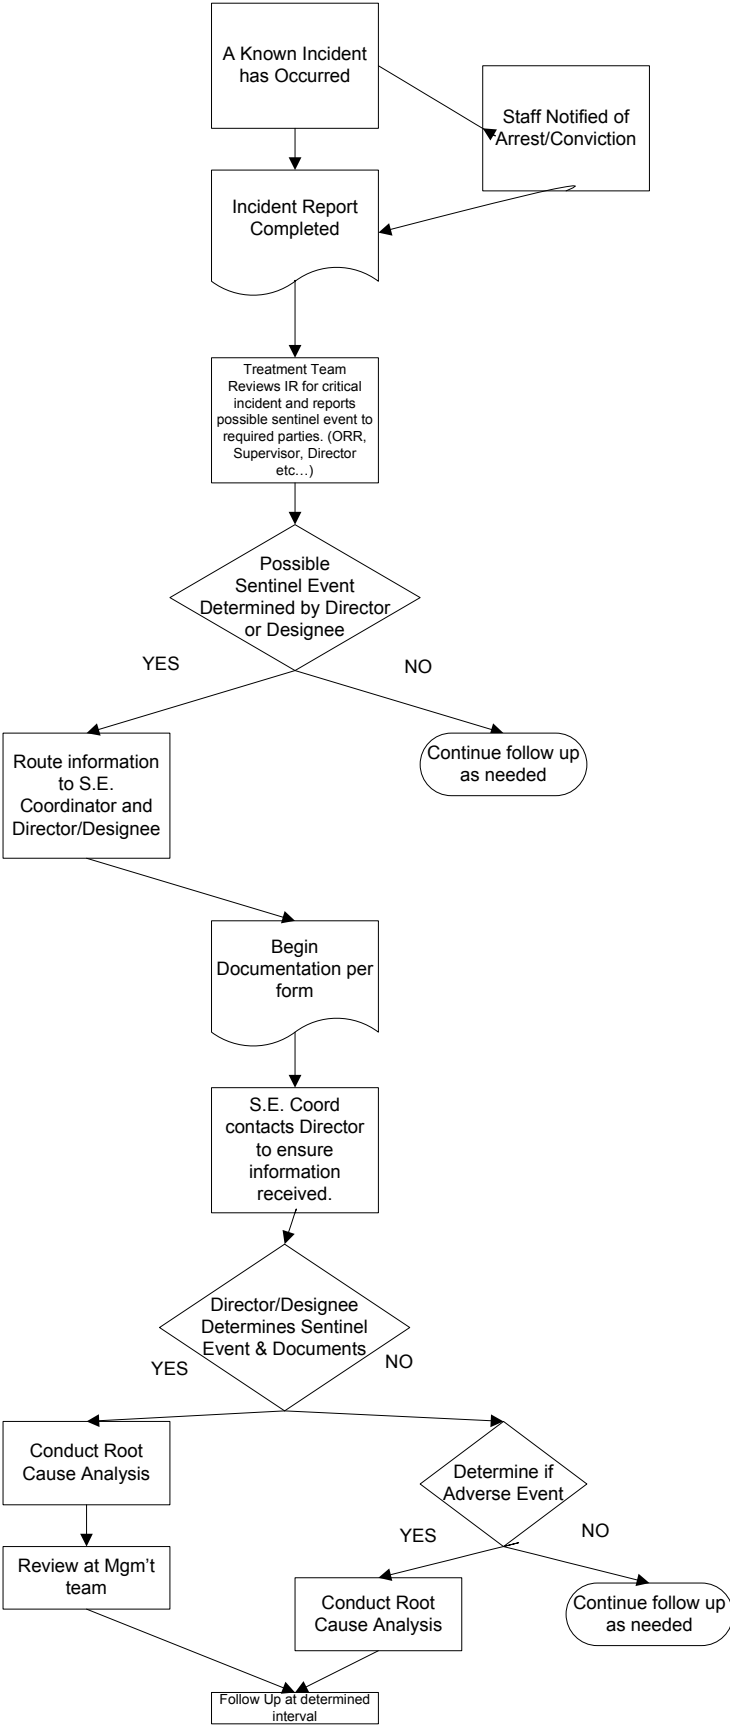 A Known Incident
has Occurred
Staff Notified of
Arrest/Conviction
Incident Report
Completed
Treatment Team
Reviews IR for critical
incident and reports
possible sentinel event to
required parties. (ORR,
Supervisor, Director
etc…)
Possible
Sentinel Event
Determined by Director
or Designee
YES
NO
Route information
to S.E.
Coordinator and
Director/Designee
Continue follow up
as needed
Begin
Documentation per
form
S.E. Coord
contacts Director
to ensure
information
received.
Director/Designee
Determines Sentinel
Event & Documents
YES
NO
Conduct Root
Cause Analysis
Determine if
Adverse Event
YES
NO
Review at Mgm't
team
Conduct Root
Cause Analysis
Continue follow up
as needed
Follow Up at determined
interval